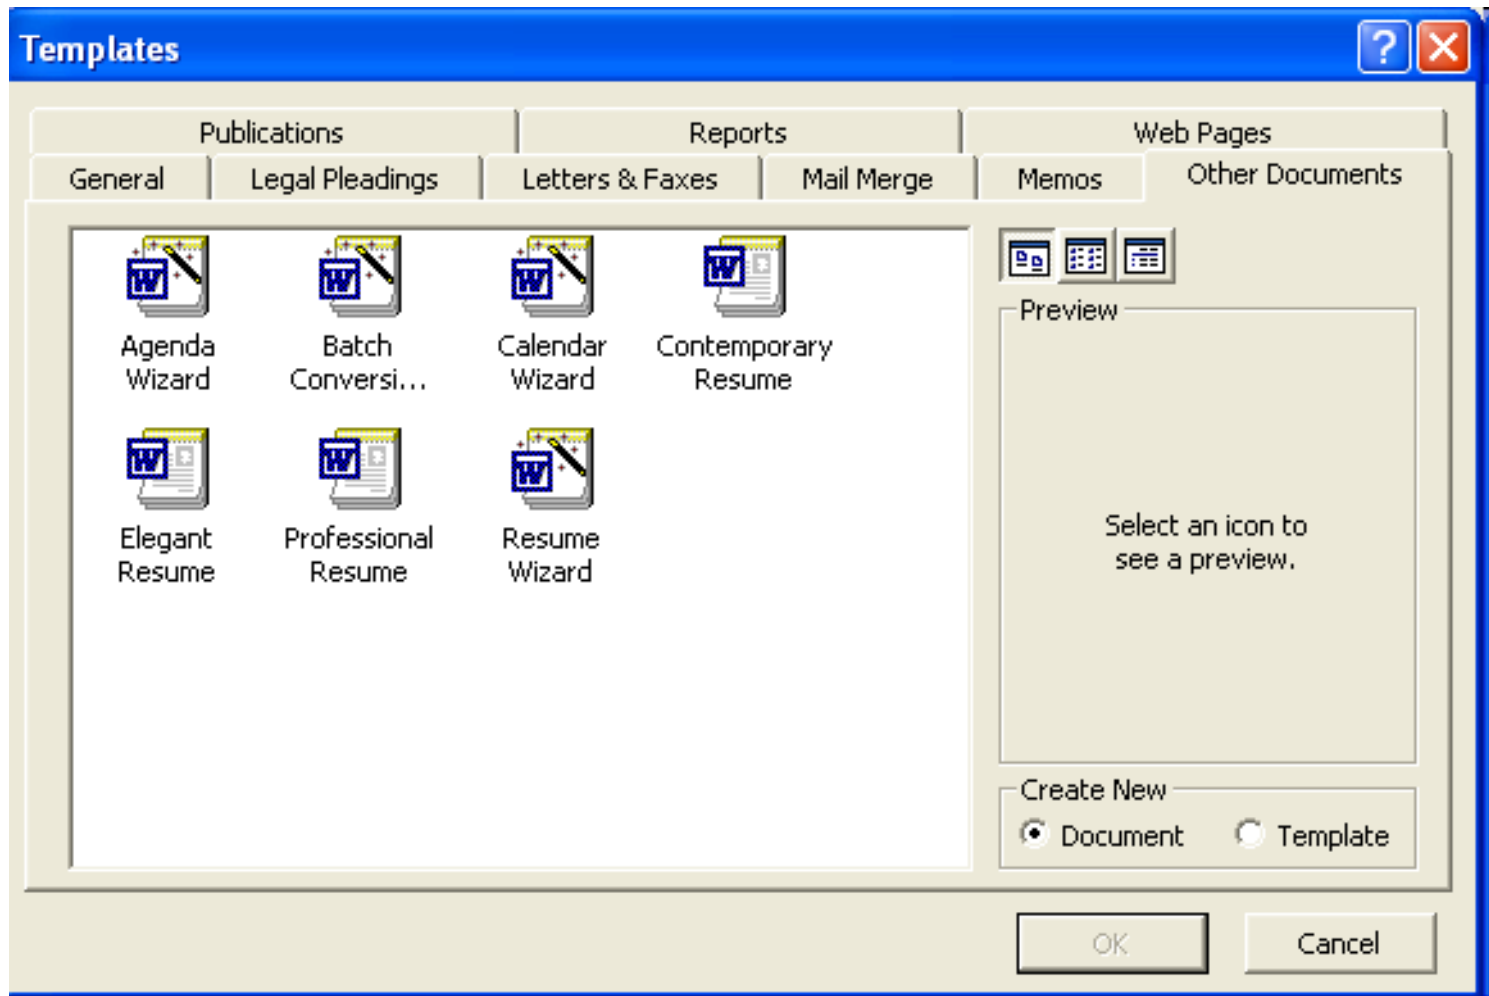 Templates
Publications Reports Web Pages
General Legal Pleadings Letters & Faxes Mail Merge Memos Other Documents
Agenda Wizard
Batch Conversi...
Calendar Wizard
Contemporary Resume
Elegant Resume
Professional Resume
Resume Wizard
Preview
Select an icon to
see a preview.
Create New
Document Template
OK Cancel